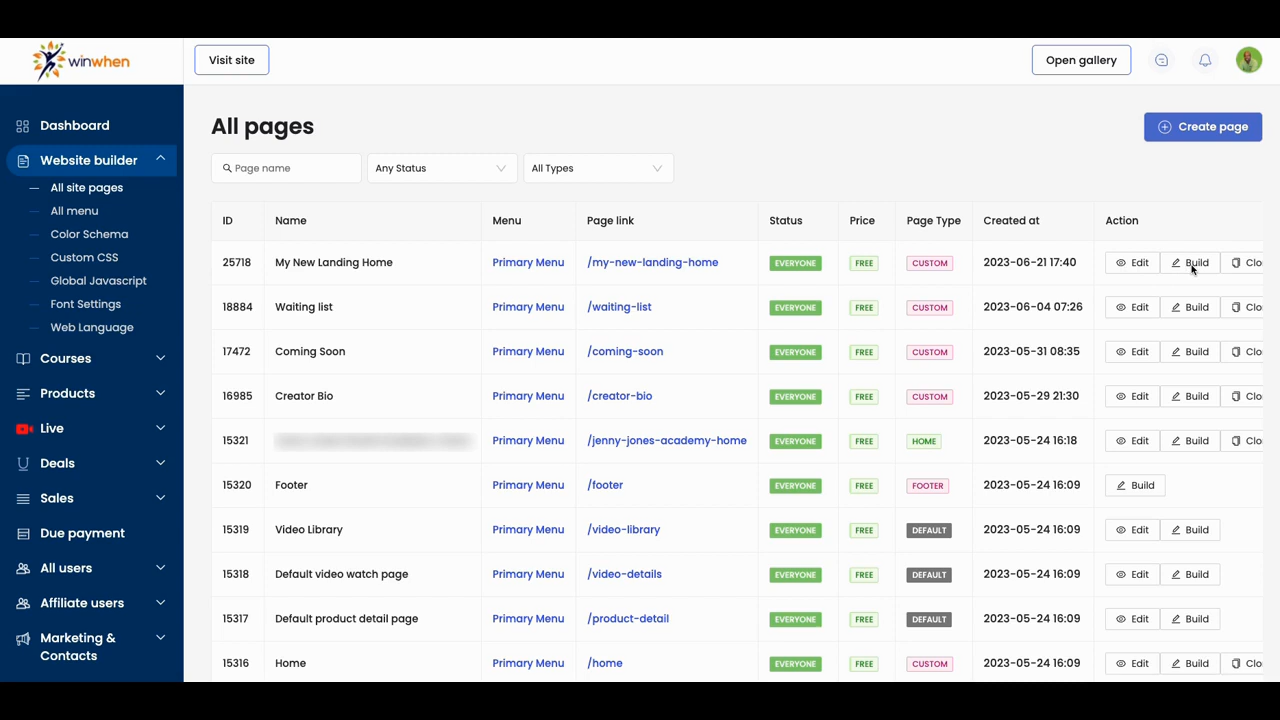 winwhen
Visit site
Open gallery
Dashboard
Website builder
All site pages
All menu
Color Schema
Custom CSS
Global Javascript
Font Settings
Web Language
Courses
Products
Live
Deals
Sales
Due payment
All users
Affiliate users
Marketing &
Contacts
All pages
Create page
Page name Any Status All Types
ID Name Menu Page link Status Price Page Type Created at Action
25718 My New Landing Home Primary Menu /my-new-landing-home EVERYONE FREE CUSTOM 2023-06-21 17:40 Edit Build Clo
18884 Waiting list Primary Menu /waiting-list EVERYONE FREE CUSTOM 2023-06-04 07:26 Edit Build Clo
17472 Coming Soon Primary Menu /coming-soon EVERYONE FREE CUSTOM 2023-05-31 08:35 Edit Build Clo
16985 Creator Bio Primary Menu /creator-bio EVERYONE FREE CUSTOM 2023-05-29 21:30 Edit Build Clo
15321 Primary Menu /jenny-jones-academy-home EVERYONE FREE HOME 2023-05-24 16:18 Edit Build Clo
15320 Footer Primary Menu /footer EVERYONE FREE FOOTER 2023-05-24 16:09 Build
15319 Video Library Primary Menu /video-library EVERYONE FREE DEFAULT 2023-05-24 16:09 Edit Build
15318 Default video watch page Primary Menu /video-details EVERYONE FREE DEFAULT 2023-05-24 16:09 Edit Build
15317 Default product detail page Primary Menu /product-detail EVERYONE FREE DEFAULT 2023-05-24 16:09 Edit Build
15316 Home Primary Menu /home EVERYONE FREE CUSTOM 2023-05-24 16:09 Edit Build Clo